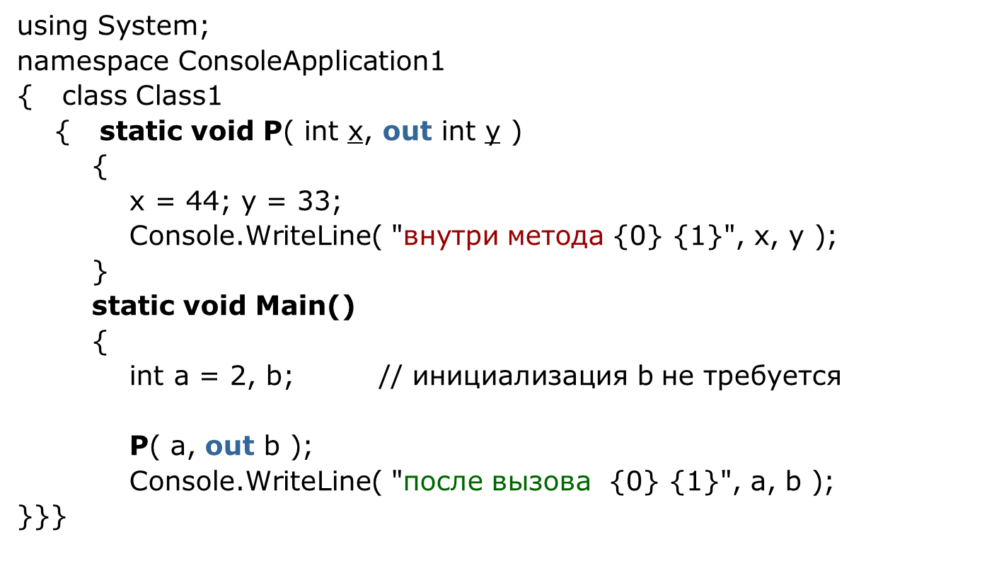 using System;
namespace ConsoleApplication1
{ class Class1
{ static void P( int x, out int y )
{
x = 44; y = 33;
Console.WriteLine( "внутри метода {0} {1}", x, y );
}
static void Main()
{
int a = 2, b; // инициализация b не требуется
P( a, out b );
Console.WriteLine( "после вызова {0} {1}", a, b );
}}}